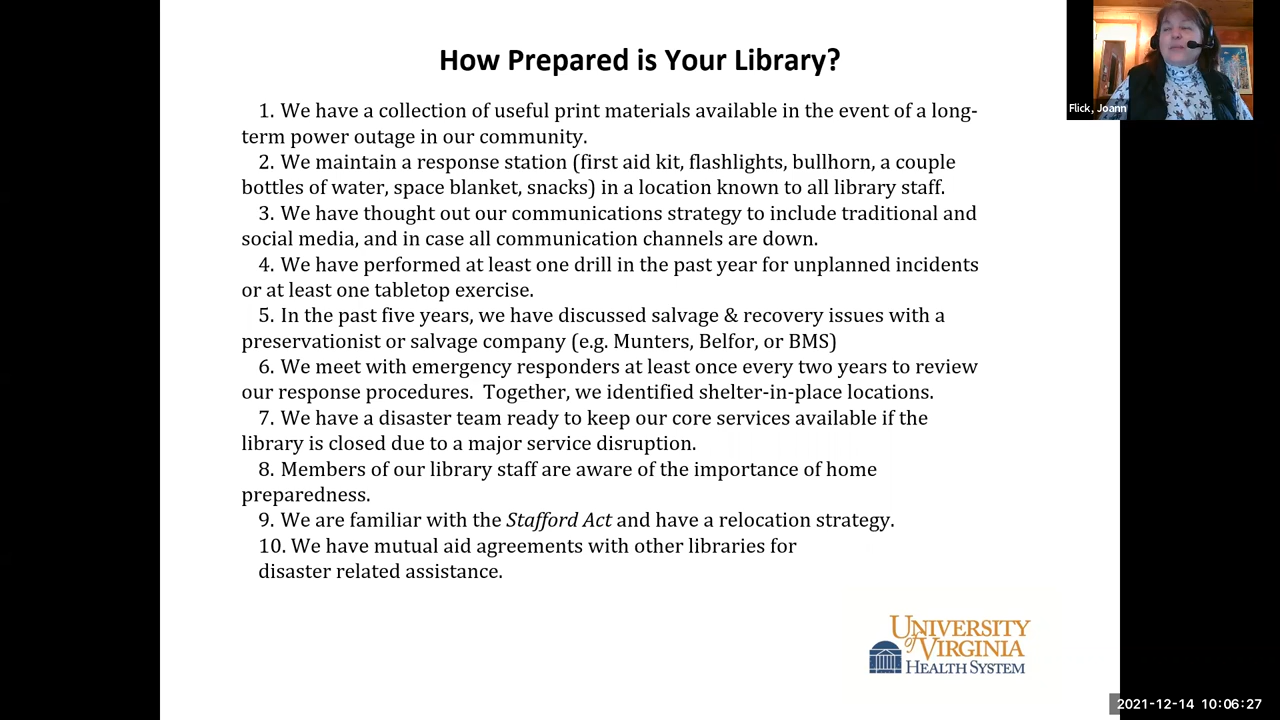 How Prepared is Your Library?
1. We have a collection of useful print materials available in the event of a long-
term power outage in our community.
2. We maintain a response station (first aid kit, flashlights, bullhorn, a couple
bottles of water, space blanket, snacks) in a location known to all library staff.
3. We have thought out our communications strategy to include traditional and
social media, and in case all communication channels are down.
4. We have performed at least one drill in the past year for unplanned incidents
or at least one tabletop exercise.
5. In the past five years, we have discussed salvage & recovery issues with a
preservationist or salvage company (e.g. Munters, Belfor, or BMS)
6. We meet with emergency responders at least once every two years to review
our response procedures.  Together, we identified shelter-in-place locations.
7. We have a disaster team ready to keep our core services available if the
library is closed due to a major service disruption.
8. Members of our library staff are aware of the importance of home
preparedness.
9. We are familiar with the Stafford Act and have a relocation strategy.
10. We have mutual aid agreements with other libraries for
disaster related assistance.
UNIVERSITY
of VIRGINIA
HEALTH SYSTEM
Flick, Joann
2021-12-14 10:06:27